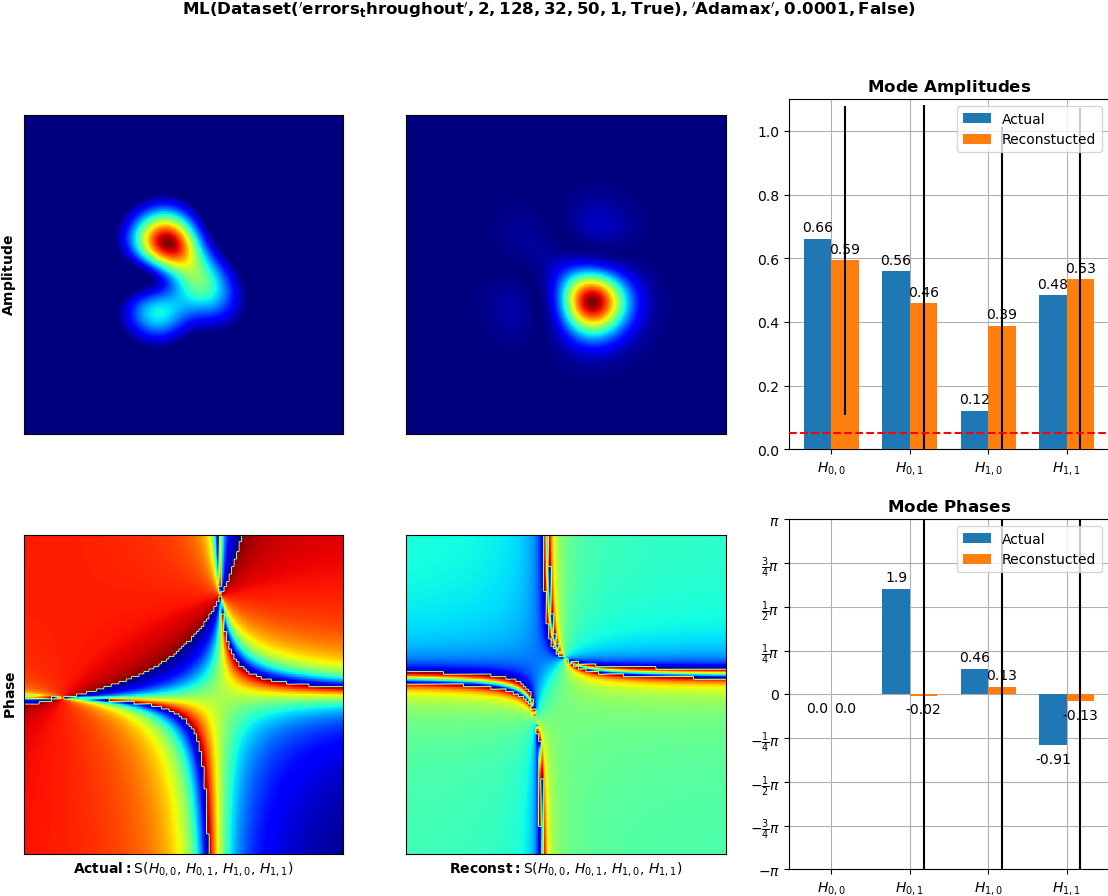 ML(Dataset('errors_throughout', 2, 128, 32, 50, 1, True), 'Adamax', 0.0001, False)
Amplitude
Mode Amplitudes
Actual
Reconstucted
1.0
0.8
0.6
0.4
0.2
0.0
0.66
0.59
0.56
0.46
0.12
0.39
0.48
0.53
H0,0
H0,1
H1,0
H1,1
Phase
Actual: S(H0,0, H0,1, H1,0, H1,1)
Reconst: S(H0,0, H0,1, H1,0, H1,1)
Mode Phases
Actual
Reconstucted
π
3/4π
1/2π
1/4π
0
−1/4π
−1/2π
−3/4π
−π
0.0
0.0
1.9
-0.02
0.46
0.13
-0.91
-0.13
H0,0
H0,1
H1,0
H1,1